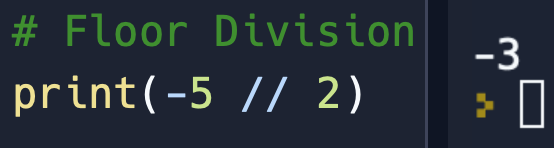 # Floor Division
print(-5 // 2)
-3